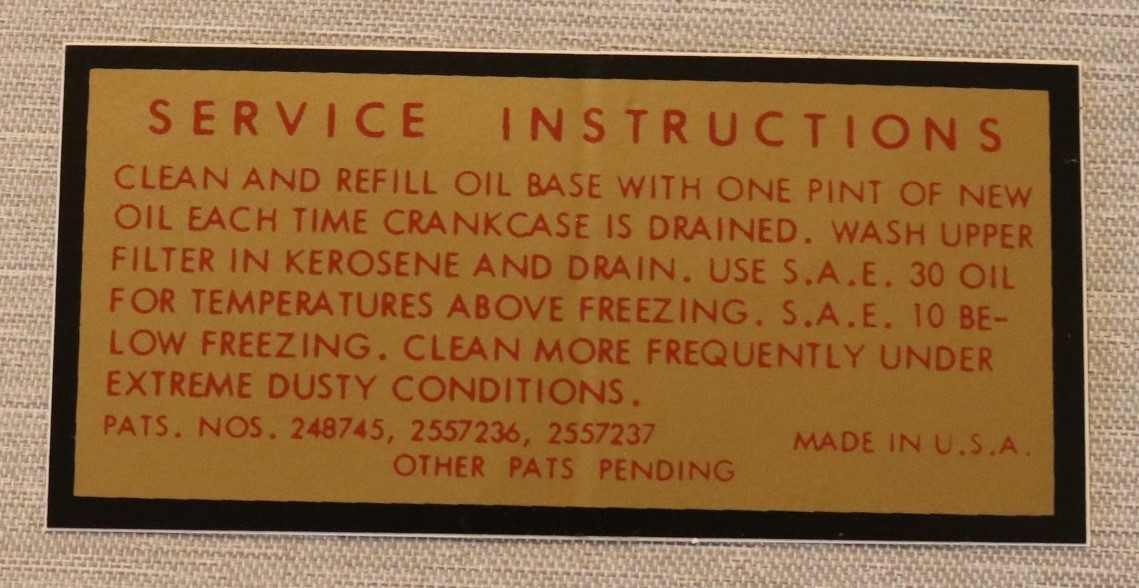 SERVICE INSTRUCTIONS
CLEAN AND REFILL OIL BASE WITH ONE PINT OF NEW
OIL EACH TIME CRANKCASE IS DRAINED. WASH UPPER
FILTER IN KEROSENE AND DRAIN. USE S.A.E. 30 OIL
FOR TEMPERATURES ABOVE FREEZING. S.A.E. 10 BE-
LOW FREEZING. CLEAN MORE FREQUENTLY UNDER
EXTREME DUSTY CONDITIONS.
PATS. NOS. 248745, 2557236, 2557237
MADE IN U.S.A.
OTHER PATS PENDING